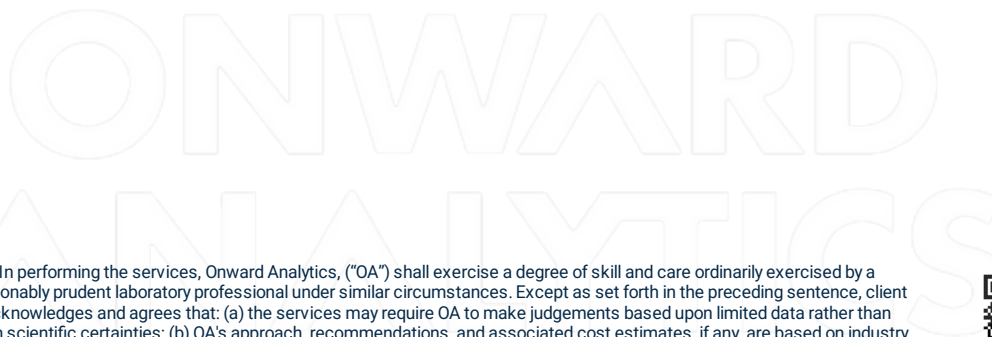 ONWARD
ANALYTICS
In performing the services, Onward Analytics, (“OA”) shall exercise a degree of skill and care ordinarily exercised by a
onably prudent laboratory professional under similar circumstances. Except as set forth in the preceding sentence, client
knowledges and agrees that: (a) the services may require OA to make judgements based upon limited data rather than
scientific certainties; (b) OA's approach, recommendations, and associated cost estimates, if any, are based on industry